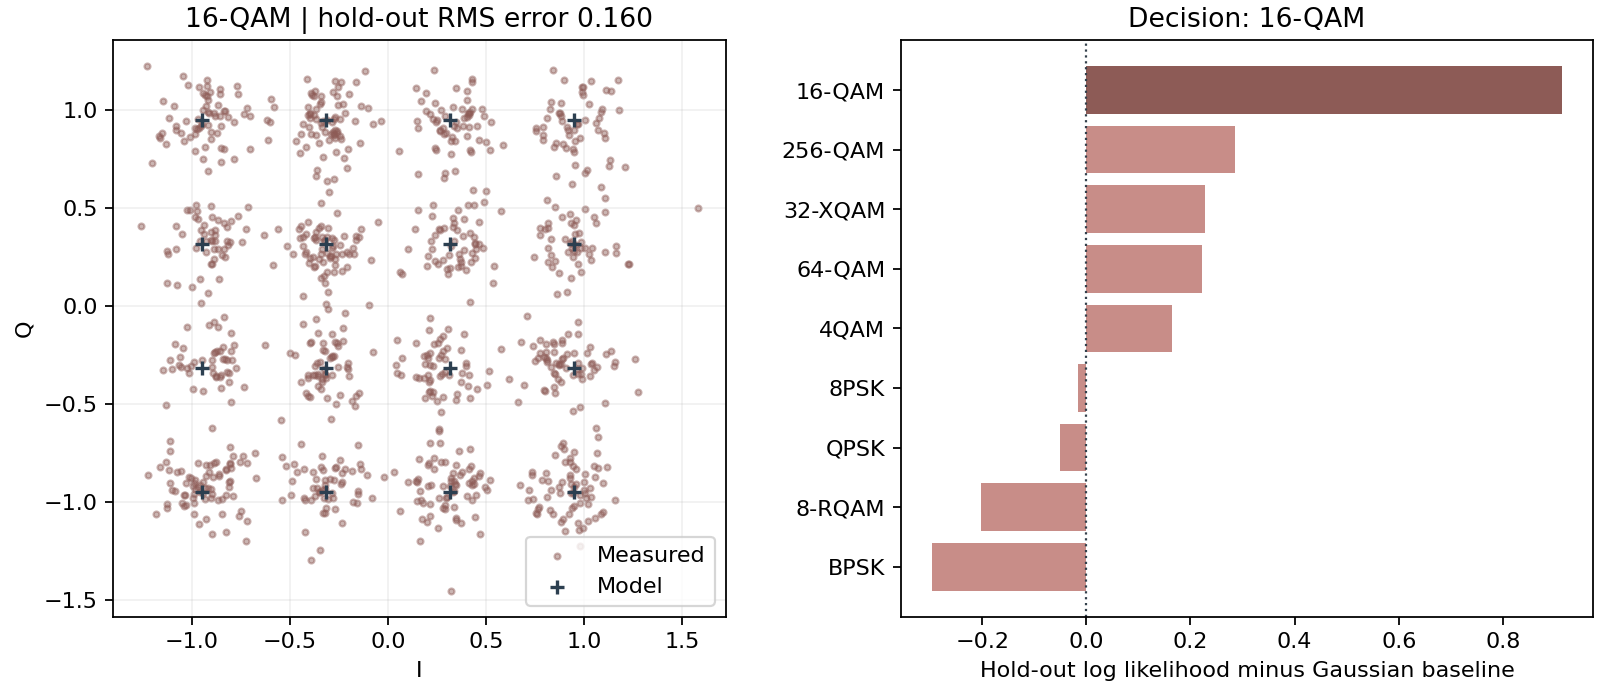 16-QAM | hold-out RMS error 0.160
1.0
0.5
0.0
−0.5
−1.0
−1.5
Q
−1.0 −0.5 0.0 0.5 1.0 1.5
I
Measured
Model
Decision: 16-QAM
16-QAM
256-QAM
32-XQAM
64-QAM
4QAM
8PSK
QPSK
8-RQAM
BPSK
−0.2 0.0 0.2 0.4 0.6 0.8
Hold-out log likelihood minus Gaussian baseline